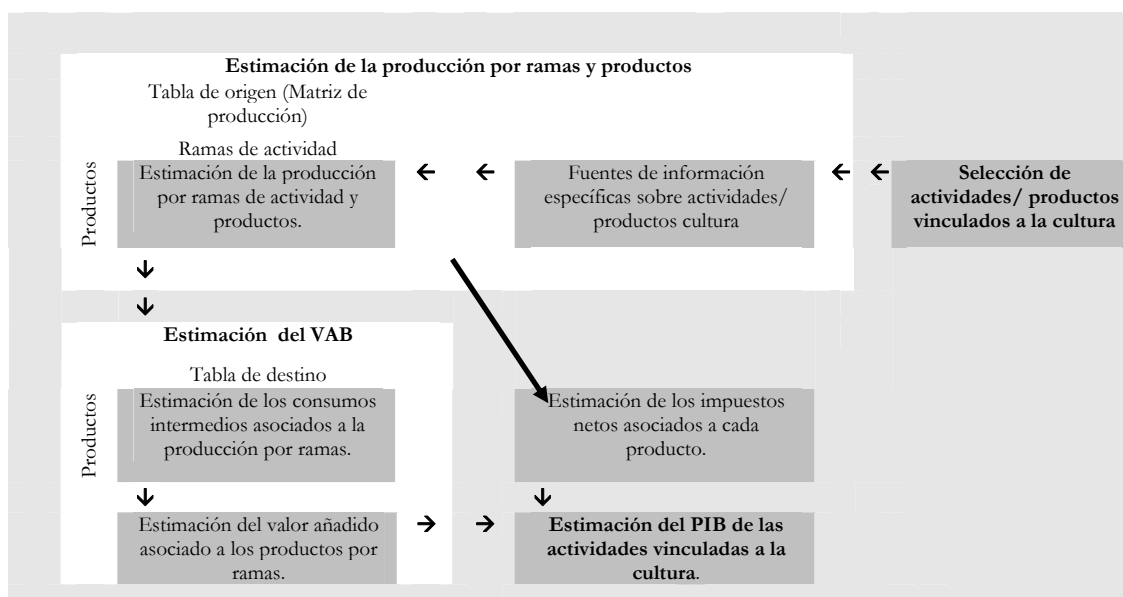 Estimación de la producción por ramas y productos
Tabla de origen (Matriz de
producción)
Ramas de actividad
Productos
Estimación de la producción
por ramas de actividad y
productos.
Fuentes de información
específicas sobre actividades/
productos cultura
Selección de
actividades/ productos
vinculados a la cultura
Estimación  del VAB
Tabla de destino
Productos
Estimación de los consumos
intermedios asociados a la
producción por ramas.
Estimación de los impuestos
netos asociados a cada
producto.
Estimación del valor añadido
asociado a los productos por
ramas.
Estimación del PIB de las
actividades vinculadas a la
cultura.